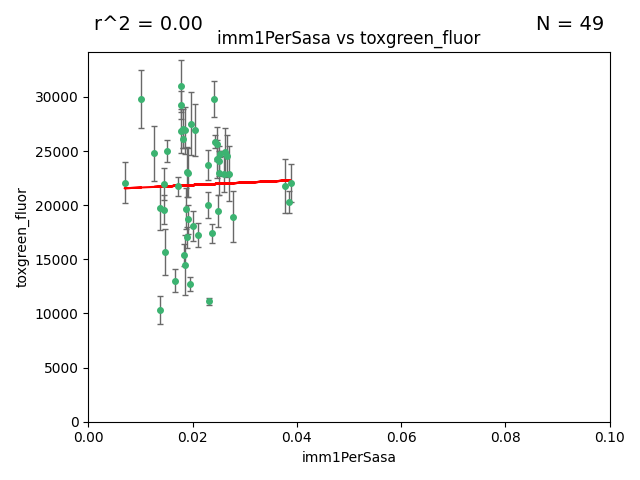 r^2 = 0.00
N = 49
imm1PerSasa vs toxgreen_fluor
30000
25000
20000
15000
10000
5000
0
toxgreen_fluor
0.00
0.02
0.04
0.06
0.08
0.10
imm1PerSasa